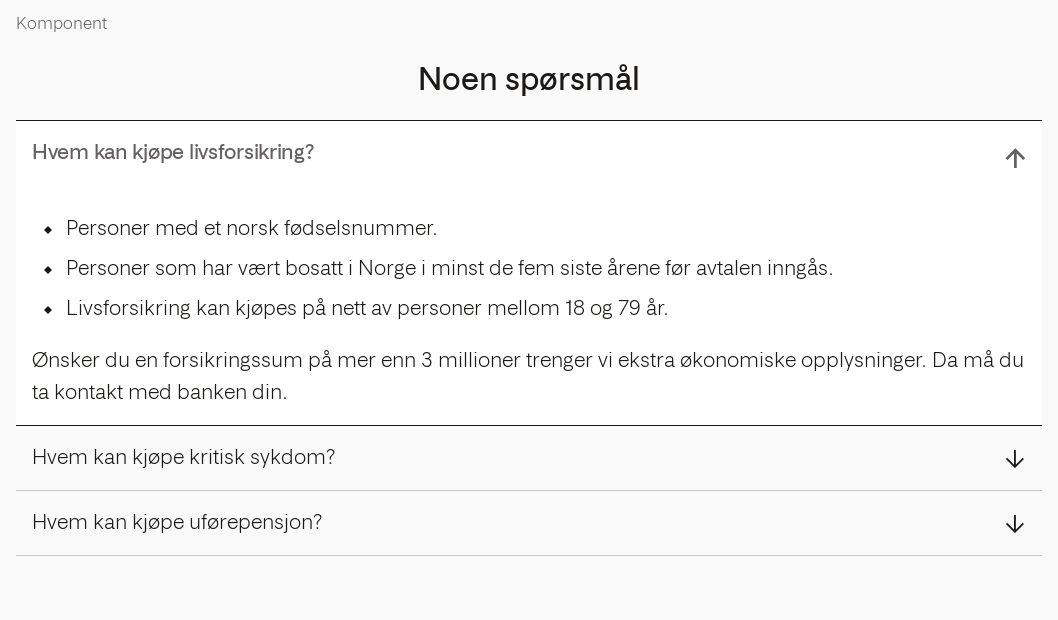 Komponent
Noen spørsmål
Hvem kan kjøpe livsforsikring?
Personer med et norsk fødselsnummer.
Personer som har vært bosatt i Norge i minst de fem siste årene før avtalen inngås.
Livsforsikring kan kjøpes på nett av personer mellom 18 og 79 år.
Ønsker du en forsikringssum på mer enn 3 millioner trenger vi ekstra økonomiske opplysninger. Da må du
ta kontakt med banken din.
Hvem kan kjøpe kritisk sykdom?
Hvem kan kjøpe uførepensjon?